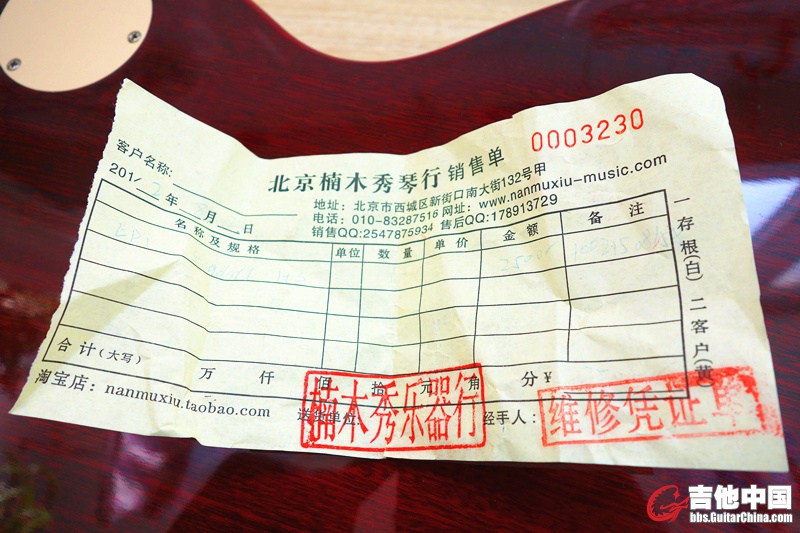 0003230
北京楠木秀琴行销售单
客户名称：
地址：北京市西城区新街口南大街132号甲
201 年 月 日
电话：010-83287516 网址：www.nanmuxiu-music.com
销售QQ:2547875934 售后QQ:178913729
名称及规格 单位 数量 单价 金额 备注
合计（大写） 万 仟 百 拾 元 角 分 ¥
淘宝店：nanmuxiu.taobao.com 送货单位： 经手人：
楠木秀乐器行
维修凭证单
一存根(白) 二客户(黄)
吉他中国
bbs.GuitarChina.com